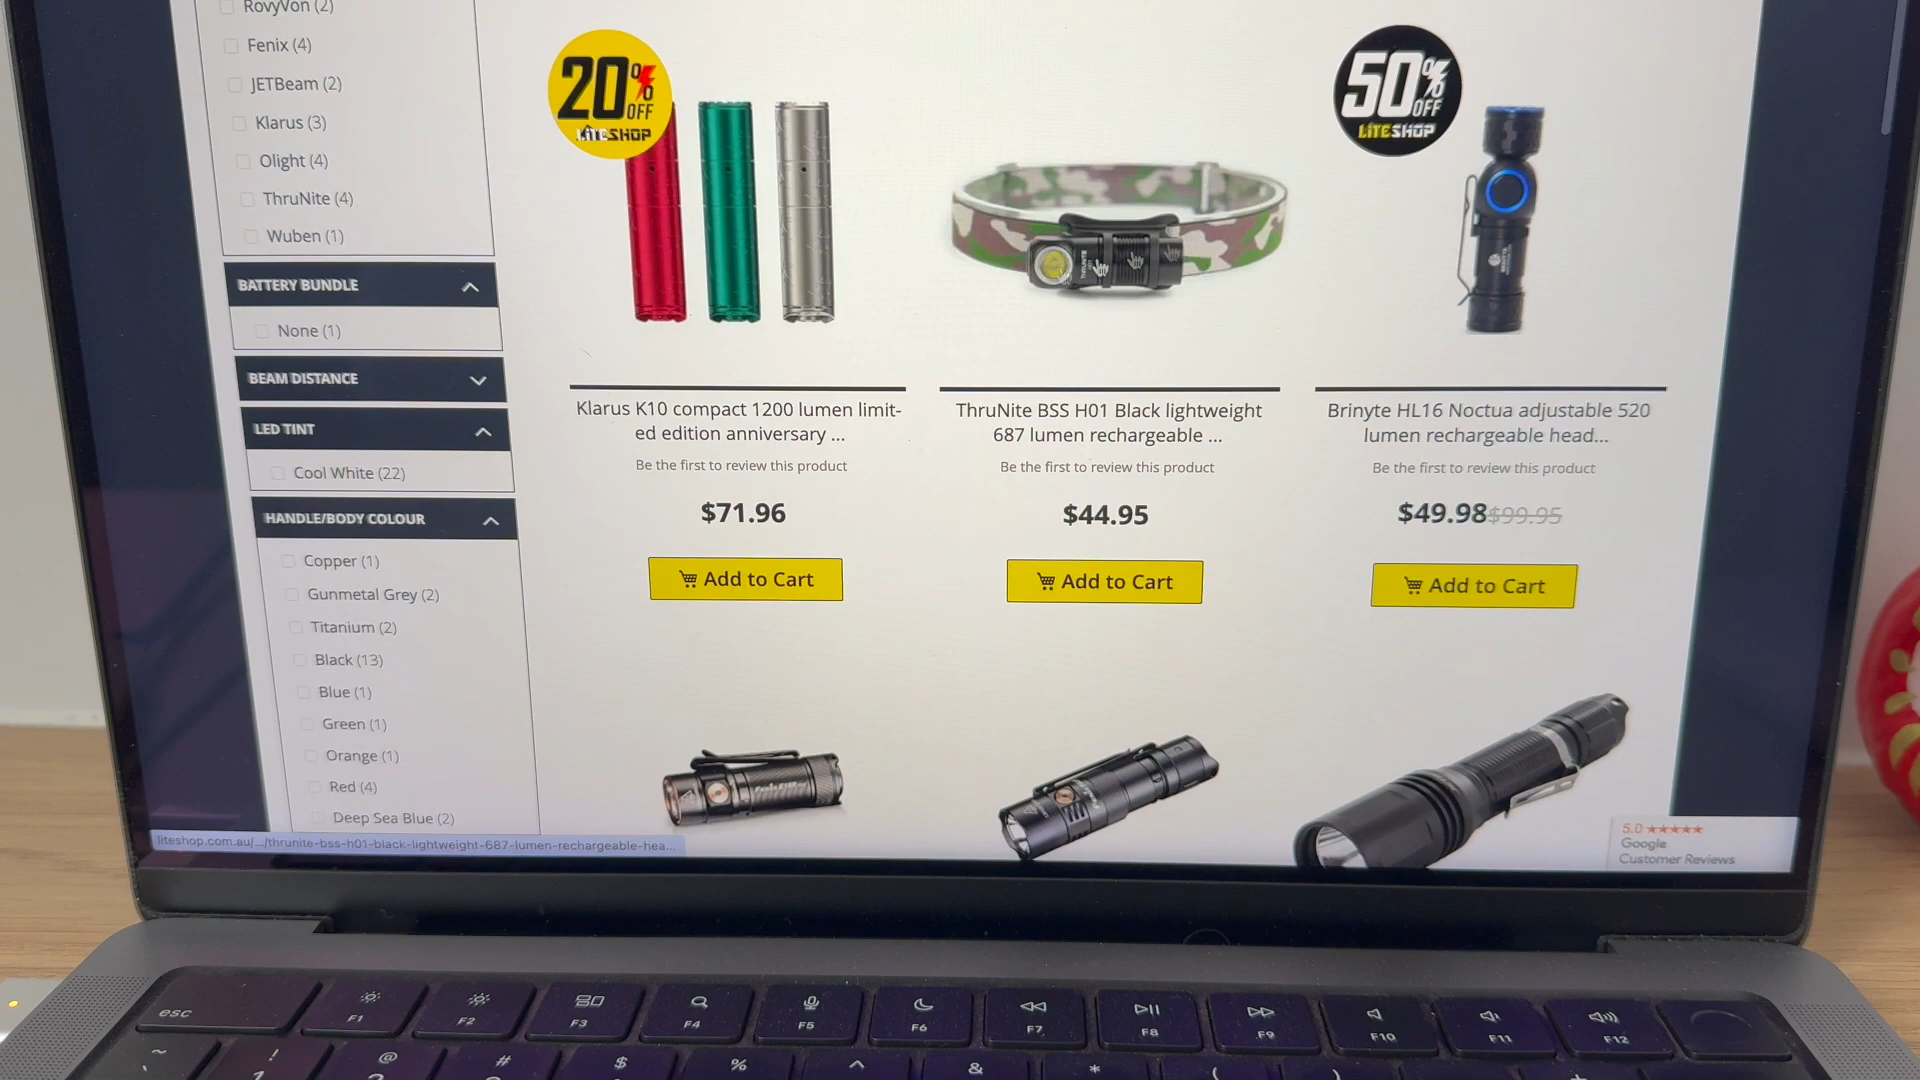 RovyVon (2)
Fenix (4)
JETBeam (2)
Klarus (3)
Olight (4)
ThruNite (4)
Wuben (1)
BATTERY BUNDLE
None (1)
BEAM DISTANCE
LED TINT
Cool White (22)
HANDLE/BODY COLOUR
Copper (1)
Gunmetal Grey (2)
Titanium (2)
Black (13)
Blue (1)
Green (1)
Orange (1)
Red (4)
Deep Sea Blue (2)
20% OFF
LITESHOP
Klarus K10 compact 1200 lumen limit-
ed edition anniversary ...
Be the first to review this product
$71.96
Add to Cart
THRUNITE
ThruNite BSS H01 Black lightweight
687 lumen rechargeable ...
Be the first to review this product
$44.95
Add to Cart
50% OFF
LITESHOP
Brinyte HL16 Noctua adjustable 520
lumen rechargeable head...
Be the first to review this product
$49.98 $99.95
Add to Cart
5.0 ★★★★★
Google
Customer Reviews
liteshop.com.au/.../thrunite-bss-h01-black-lightweight-687-lumen-rechargeable-hea...
esc
F1
F2
F3
F4
F5
F6
F7
F8
F9
F10
F11
F12
~ ! @ # $ % ^ & * ( )